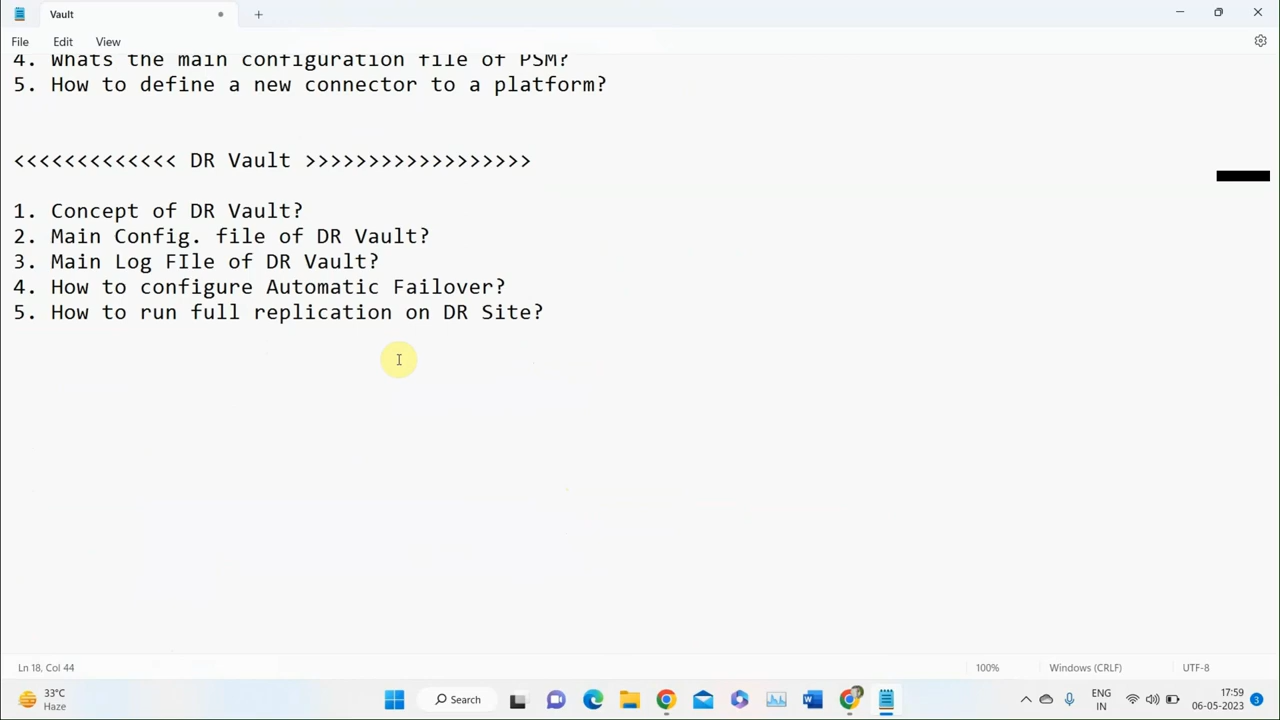 Vault
File Edit View
4. Whats the main configuration file of PSM?
5. How to define a new connector to a platform?
<<<<<<<<<<<<< DR Vault >>>>>>>>>>>>>>>>>>
1. Concept of DR Vault?
2. Main Config. file of DR Vault?
3. Main Log FIle of DR Vault?
4. How to configure Automatic Failover?
5. How to run full replication on DR Site?
Ln 18, Col 44 100% Windows (CRLF) UTF-8
33°C
Haze
Search
ENG
IN
17:59
06-05-2023
3